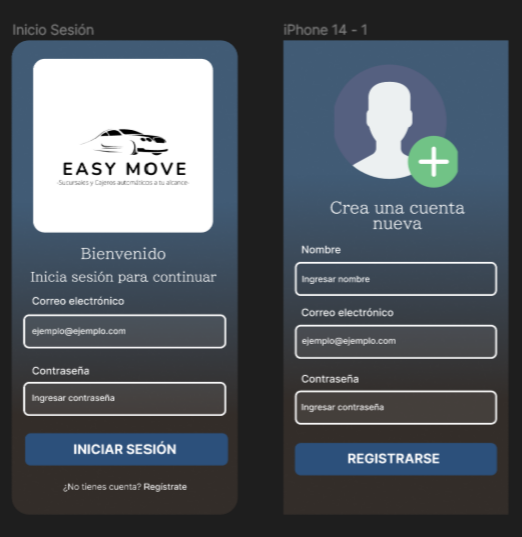 Inicio Sesión
EASY MOVE
-Sucursales y Cajeros automáticos a tu alcance-
Bienvenido
Inicia sesión para continuar
Correo electrónico
ejemplo@ejemplo.com
Contraseña
Ingresar contraseña
INICIAR SESIÓN
¿No tienes cuenta? Regístrate
iPhone 14 - 1
Crea una cuenta
nueva
Nombre
Ingresar nombre
Correo electrónico
ejemplo@ejemplo.com
Contraseña
Ingresar contraseña
REGISTRARSE